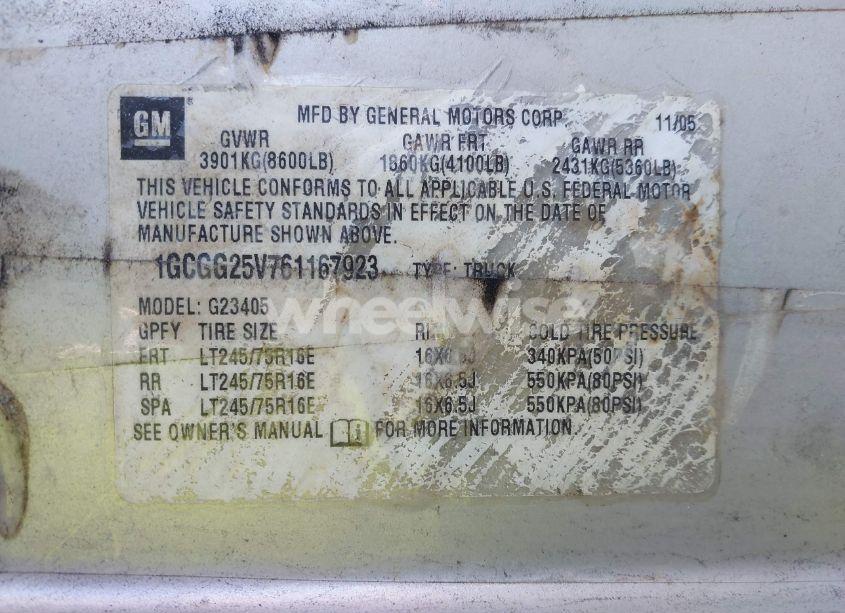 GM
MFD BY GENERAL MOTORS CORP 11/05
GVWR GAWR FRT GAWR RR
3901KG(8600LB) 1860KG(4100LB) 2431KG(5360LB)
THIS VEHICLE CONFORMS TO ALL APPLICABLE U.S. FEDERAL MOTOR
VEHICLE SAFETY STANDARDS IN EFFECT ON THE DATE OF
MANUFACTURE SHOWN ABOVE.
1GCGG25V761167923 TYPE: TRUCK
wheelwise
MODEL: G23405
GPFY TIRE SIZE RIM COLD TIRE PRESSURE
FRT LT245/75R16E 16X6.5J 340KPA(50PSI)
RR LT245/75R16E 16X6.5J 550KPA(80PSI)
SPA LT245/75R16E 16X6.5J 550KPA(80PSI)
SEE OWNER'S MANUAL FOR MORE INFORMATION.